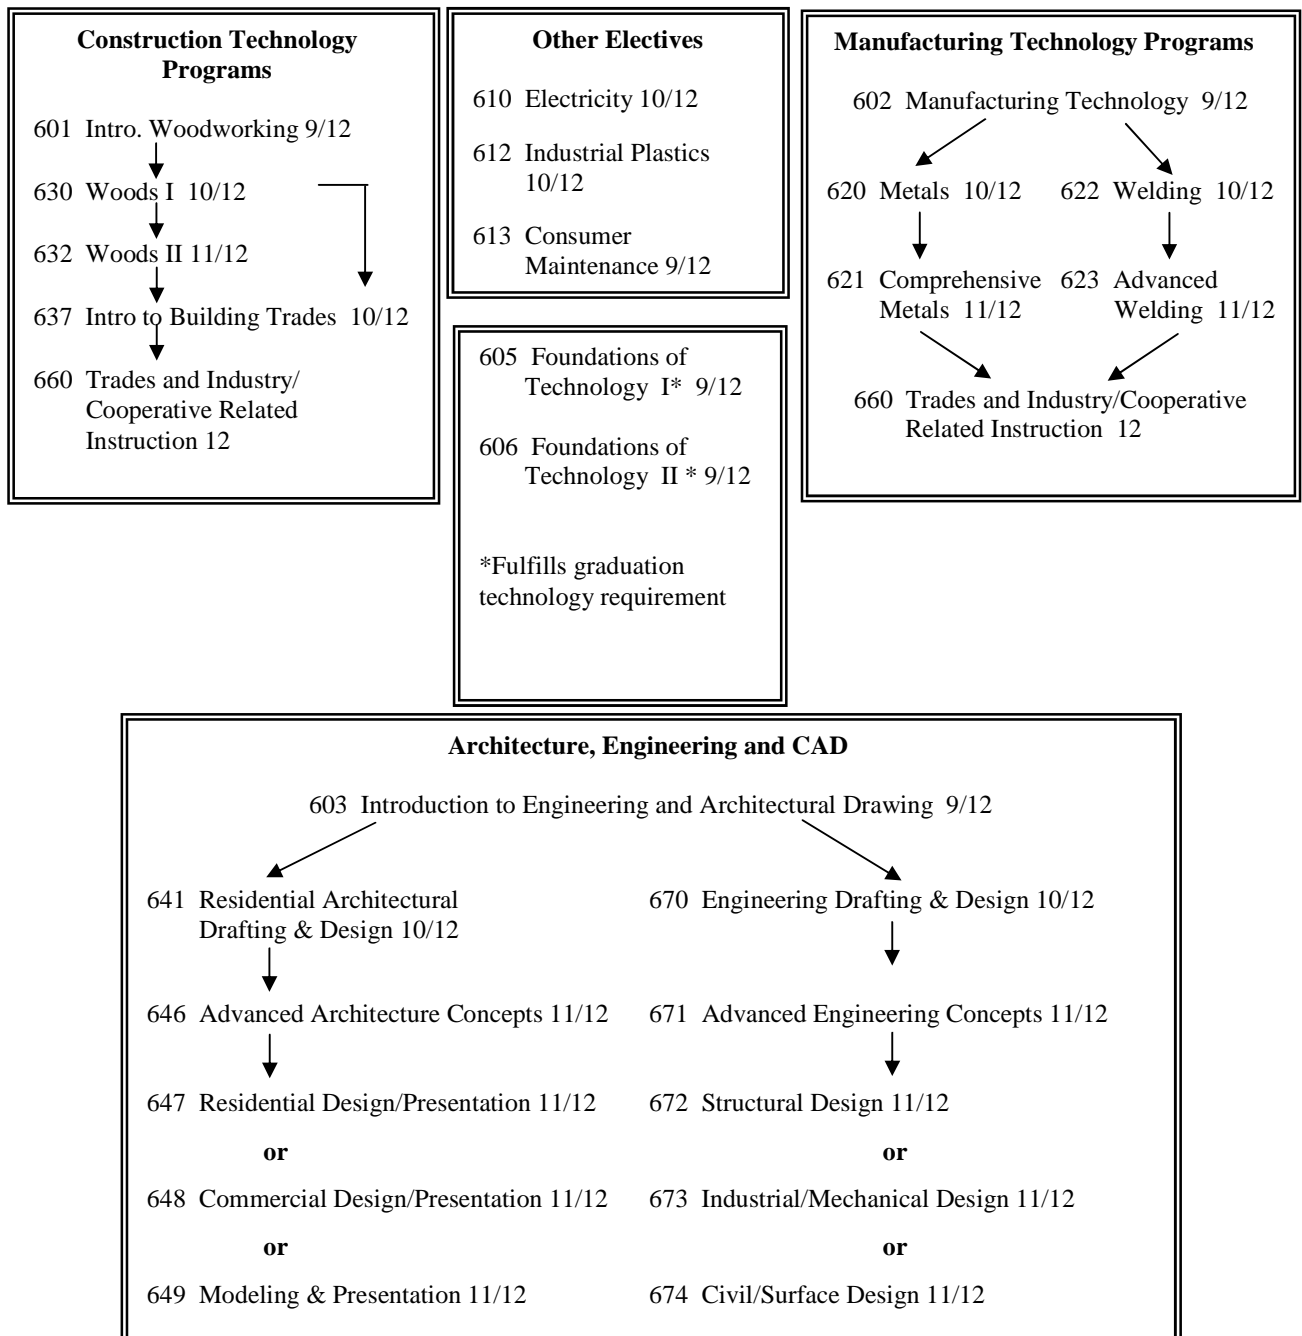 Construction Technology
Programs
601 Intro. Woodworking 9/12
630 Woods I 10/12
632 Woods II 11/12
637 Intro to Building Trades 10/12
660 Trades and Industry/
Cooperative Related
Instruction 12
Other Electives
610 Electricity 10/12
612 Industrial Plastics
10/12
613 Consumer
Maintenance 9/12
Manufacturing Technology Programs
602 Manufacturing Technology 9/12
620 Metals 10/12 622 Welding 10/12
621 Comprehensive 623 Advanced
Metals 11/12 Welding 11/12
660 Trades and Industry/Cooperative
Related Instruction 12
605 Foundations of
Technology I* 9/12
606 Foundations of
Technology II * 9/12
*Fulfills graduation
technology requirement
Architecture, Engineering and CAD
603 Introduction to Engineering and Architectural Drawing 9/12
641 Residential Architectural 670 Engineering Drafting & Design 10/12
Drafting & Design 10/12
646 Advanced Architecture Concepts 11/12 671 Advanced Engineering Concepts 11/12
647 Residential Design/Presentation 11/12 672 Structural Design 11/12
or or
648 Commercial Design/Presentation 11/12 673 Industrial/Mechanical Design 11/12
or or
649 Modeling & Presentation 11/12 674 Civil/Surface Design 11/12